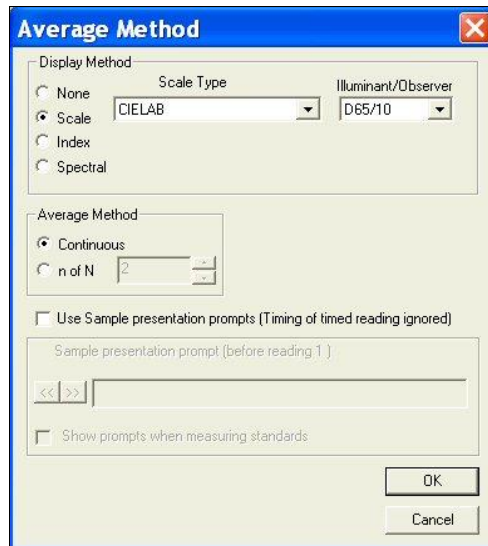 Average Method
Display Method
None
Scale
Index
Spectral
Scale Type
CIELAB
Illuminant/Observer
D65/10
Average Method
Continuous
n of N
2
Use Sample presentation prompts (Timing of timed reading ignored)
Sample presentation prompt (before reading 1 )
<< >>
Show prompts when measuring standards
OK
Cancel